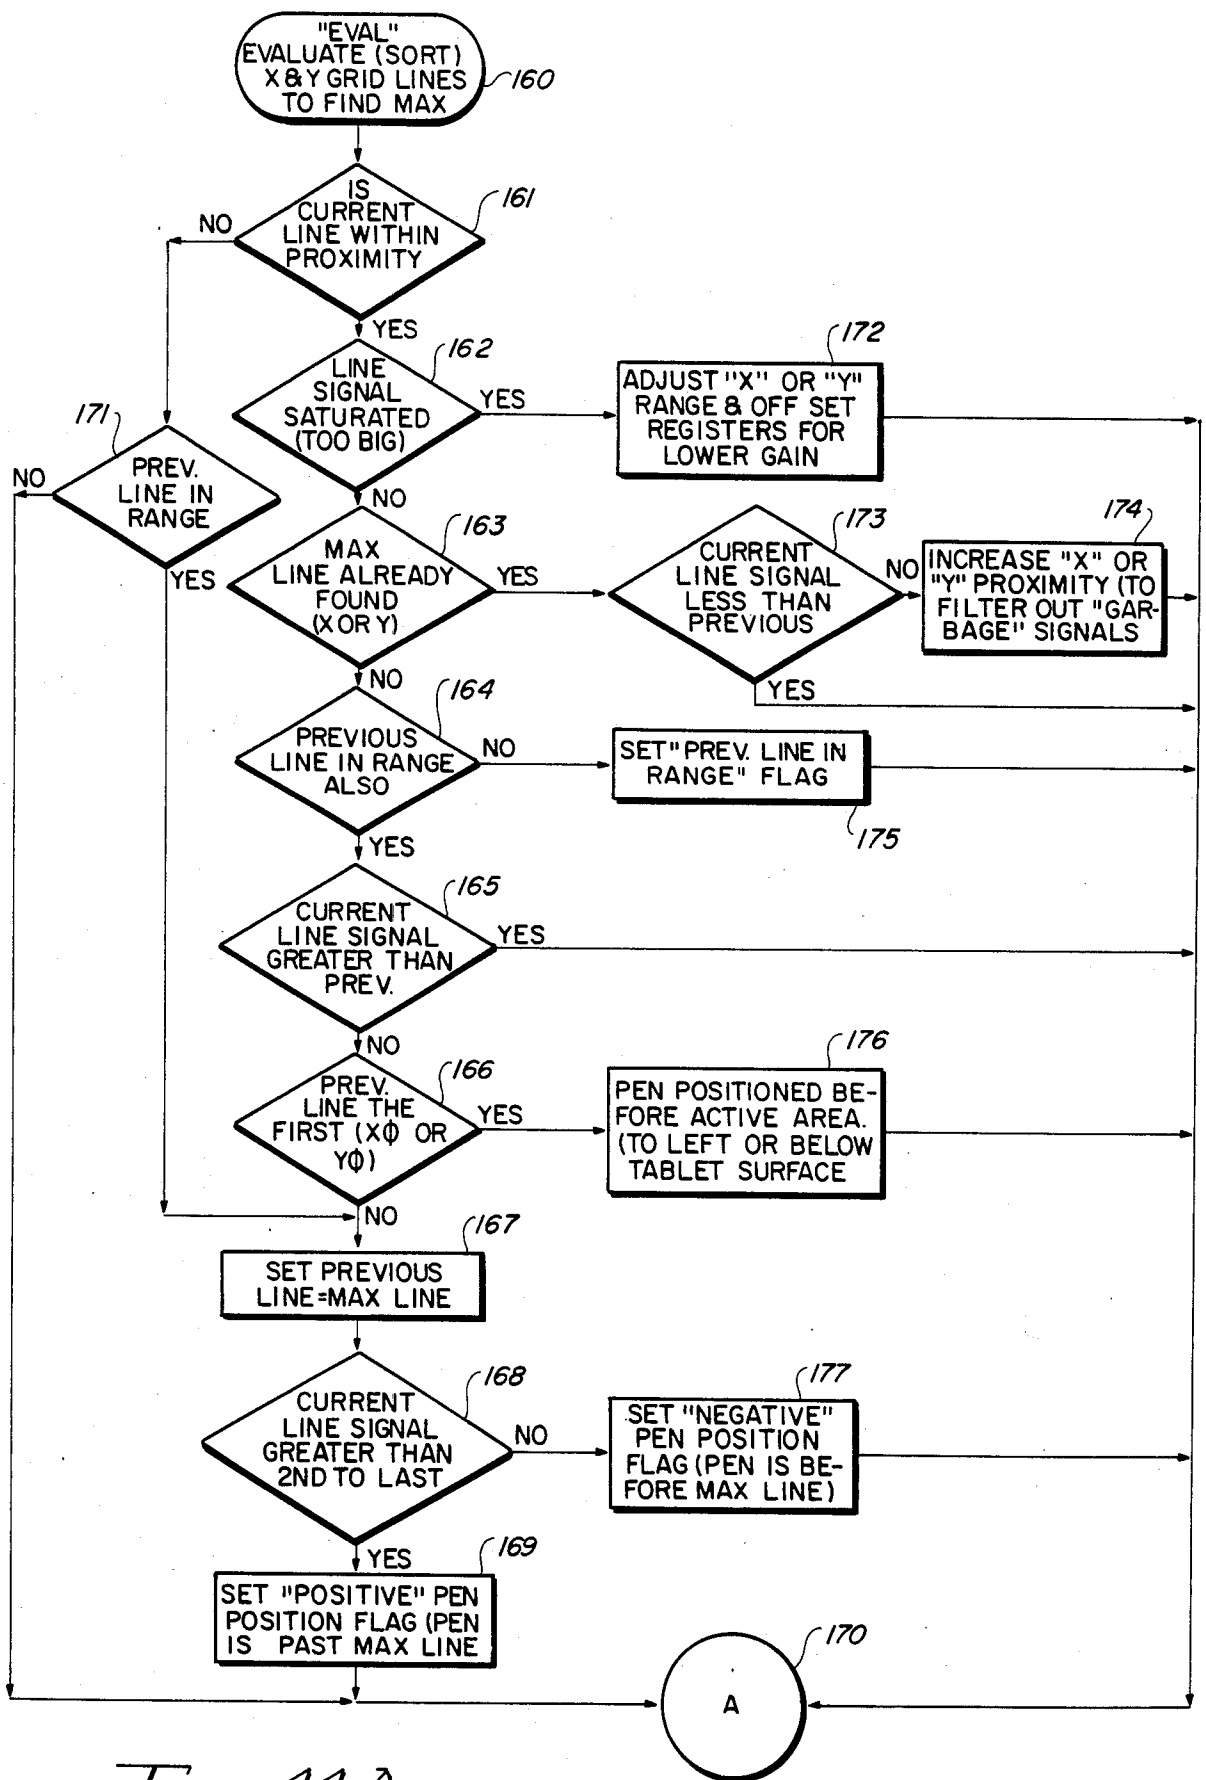 "EVAL"
EVALUATE (SORT)
X & Y GRID LINES
TO FIND MAX
160
IS
CURRENT
LINE WITHIN
PROXIMITY
161
NO
YES
LINE
SIGNAL
SATURATED
(TOO BIG)
162
YES
NO
ADJUST "X" OR "Y"
RANGE & OFF SET
REGISTERS FOR
LOWER GAIN
172
PREV.
LINE IN
RANGE
171
NO
YES
MAX
LINE ALREADY
FOUND
(X OR Y)
163
YES
NO
CURRENT
LINE SIGNAL
LESS THAN
PREVIOUS
173
NO
YES
INCREASE "X" OR
"Y" PROXIMITY (TO
FILTER OUT "GAR-
BAGE" SIGNALS
174
PREVIOUS
LINE IN RANGE
ALSO
164
NO
YES
SET "PREV. LINE IN
RANGE" FLAG
175
CURRENT
LINE SIGNAL
GREATER THAN
PREV.
165
YES
NO
PREV.
LINE THE
FIRST (XΦ OR
YΦ)
166
YES
NO
PEN POSITIONED BE-
FORE ACTIVE AREA.
(TO LEFT OR BELOW
TABLET SURFACE
176
SET PREVIOUS
LINE=MAX LINE
167
CURRENT
LINE SIGNAL
GREATER THAN
2ND TO LAST
168
NO
YES
SET "NEGATIVE"
PEN POSITION
FLAG (PEN IS BE-
FORE MAX LINE)
177
SET "POSITIVE" PEN
POSITION FLAG (PEN
IS PAST MAX LINE
169
A
170